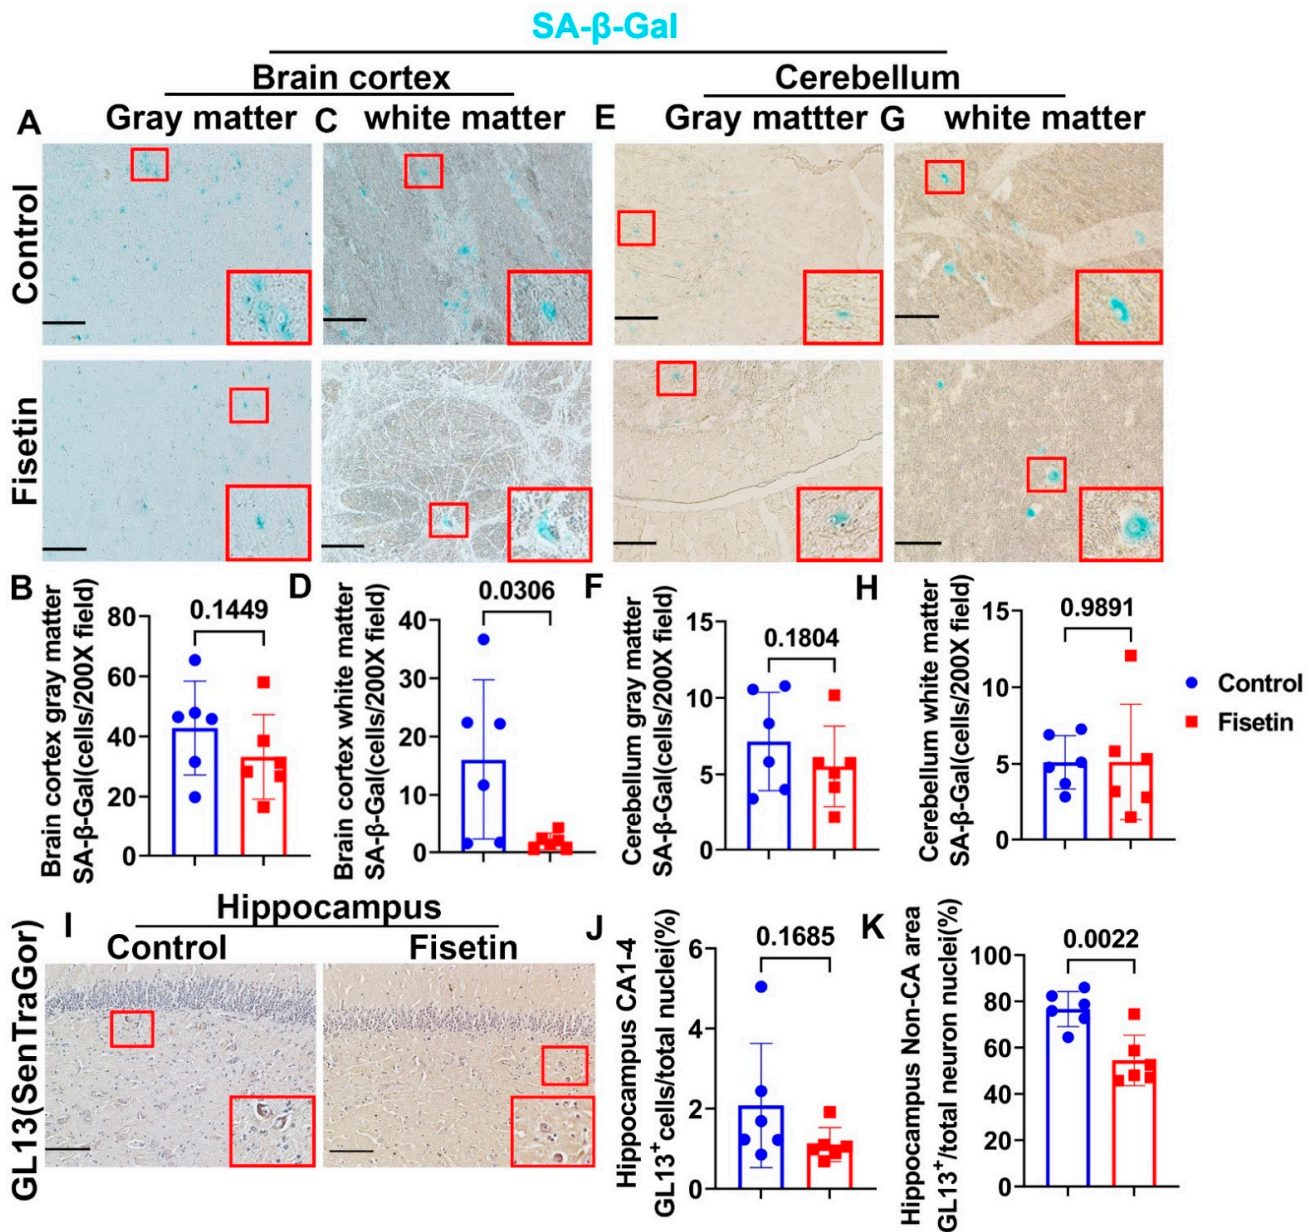 SA-β-Gal
Brain cortex
Cerebellum
A
Gray matter
C
white matter
E
Gray mattter
G
white matter
Control
Fisetin
B
Brain cortex gray matter
SA-β-Gal(cells/200X field)
80
60
40
20
0
0.1449
D
Brain cortex white matter
SA-β-Gal(cells/200X field)
40
30
20
10
0
0.0306
F
Cerebellum gray matter
SA-β-Gal(cells/200X field)
15
10
5
0
0.1804
H
Cerebellum white matter
SA-β-Gal(cells/200X field)
15
10
5
0
0.9891
Control
Fisetin
I
Hippocampus
Control
Fisetin
GL13(SenTraGor)
J
Hippocampus CA1-4
GL13+ cells/total nuclei(%)
6
4
2
0
0.1685
K
Hippocampus Non-CA area
GL13+/total neuron nuclei(%)
100
80
60
40
20
0
0.0022